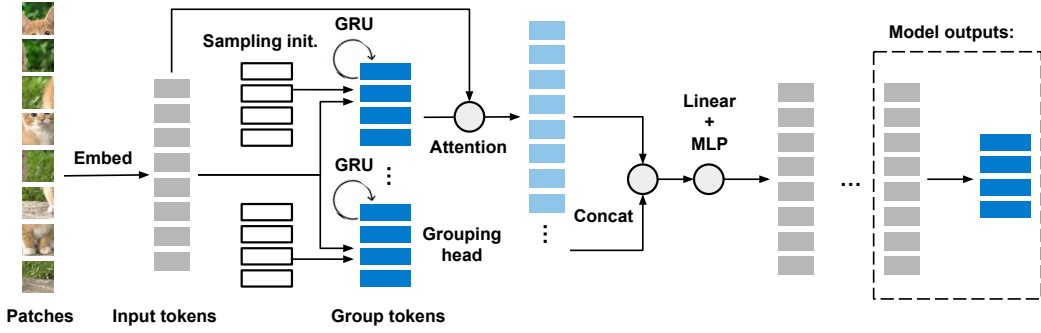 GRU
Sampling init.
Model outputs:
Linear
+
MLP
Embed
Attention
GRU
...
...
Concat
...
Grouping
head
Patches
Input tokens
Group tokens